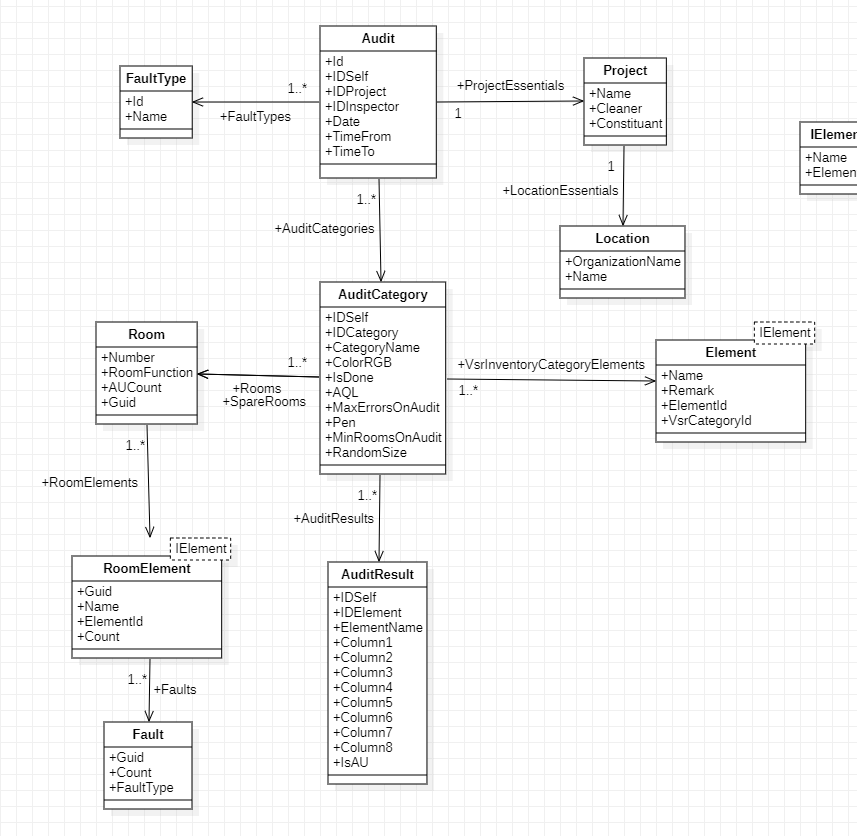 Audit
+Id
+IDSelf
+IDProject
+IDInspector
+Date
+TimeFrom
+TimeTo
FaultType
+Id
+Name
1..*
+FaultTypes
+ProjectEssentials
1
Project
+Name
+Cleaner
+Constituant
1
+LocationEssentials
+Name
Location
+OrganizationName
+Name
1..*
+AuditCategories
AuditCategory
+IDSelf
+IDCategory
+CategoryName
+ColorRGB
+IsDone
+AQL
+MaxErrorsOnAudit
+Pen
+MinRoomsOnAudit
+RandomSize
Room
+Number
+RoomFunction
+AUCount
+Guid
1..*
+Rooms
+SpareRooms
+VsrInventoryCategoryElements
1..*
IElement
Element
+Name
+Remark
+ElementId
+VsrCategoryId
1..*
+RoomElements
1..*
+AuditResults
IElement
RoomElement
+Guid
+Name
+ElementId
+Count
AuditResult
+IDSelf
+IDElement
+ElementName
+Column1
+Column2
+Column3
+Column4
+Column5
+Column6
+Column7
+Column8
+IsAU
1..*
+Faults
Fault
+Guid
+Count
+FaultType